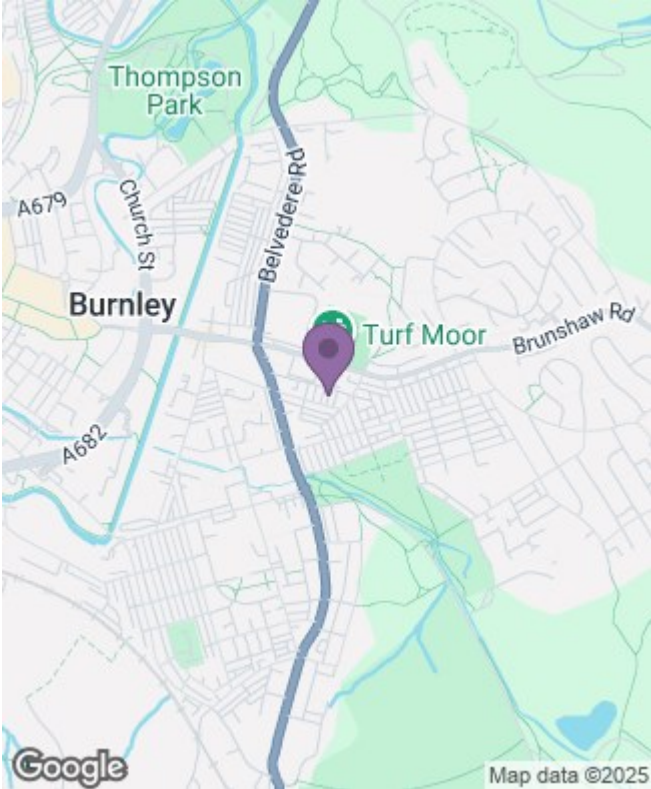 Thompson
Park
Belvedere Rd
A679
Church St
Burnley
Turf Moor
Brunshaw Rd
A682
Google
Map data ©2025